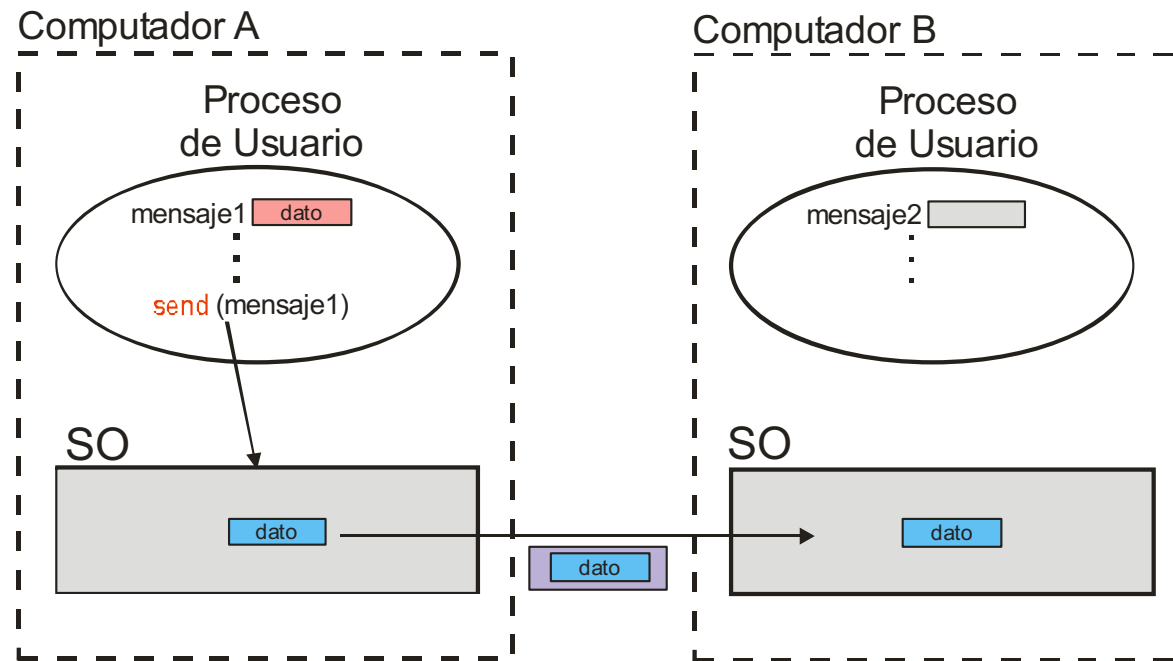 Computador A
Proceso
de Usuario
mensaje1 dato
send (mensaje1)
SO
dato
dato
Computador B
Proceso
de Usuario
mensaje2
SO
dato